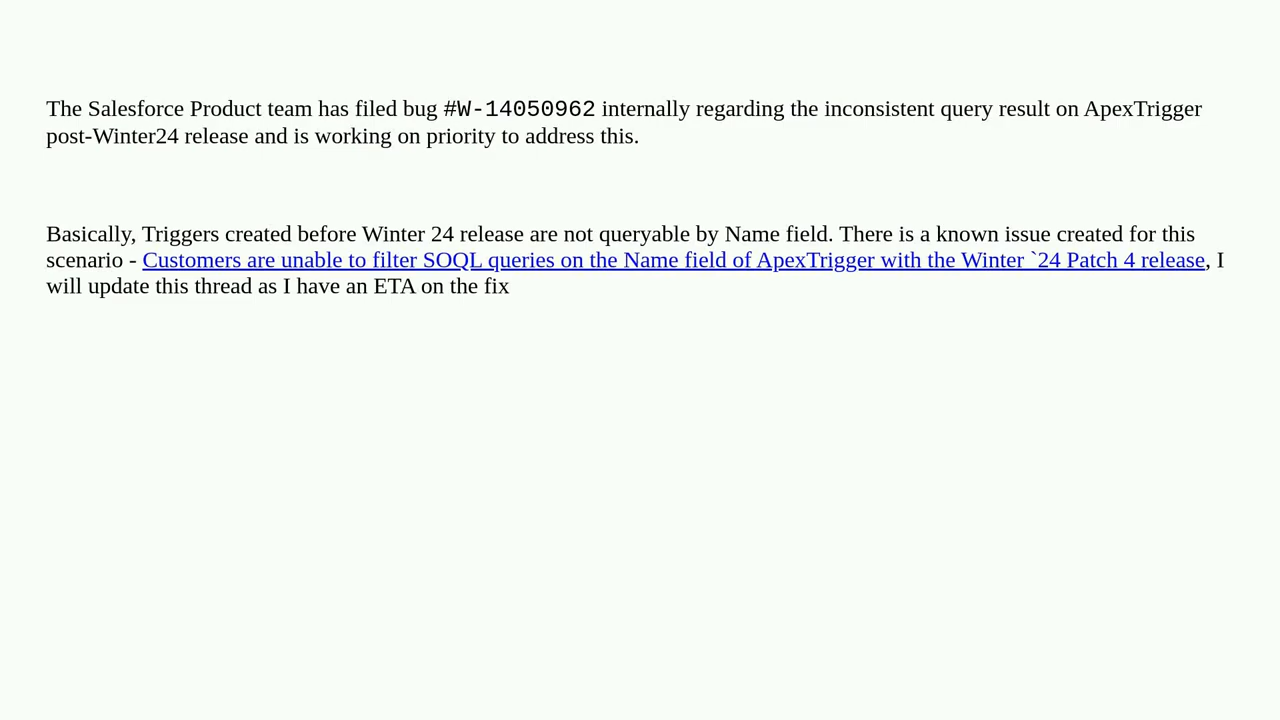 The Salesforce Product team has filed bug #W-14050962 internally regarding the inconsistent query result on ApexTrigger
post-Winter24 release and is working on priority to address this.
Basically, Triggers created before Winter 24 release are not queryable by Name field. There is a known issue created for this
scenario - Customers are unable to filter SOQL queries on the Name field of ApexTrigger with the Winter `24 Patch 4 release, I
will update this thread as I have an ETA on the fix